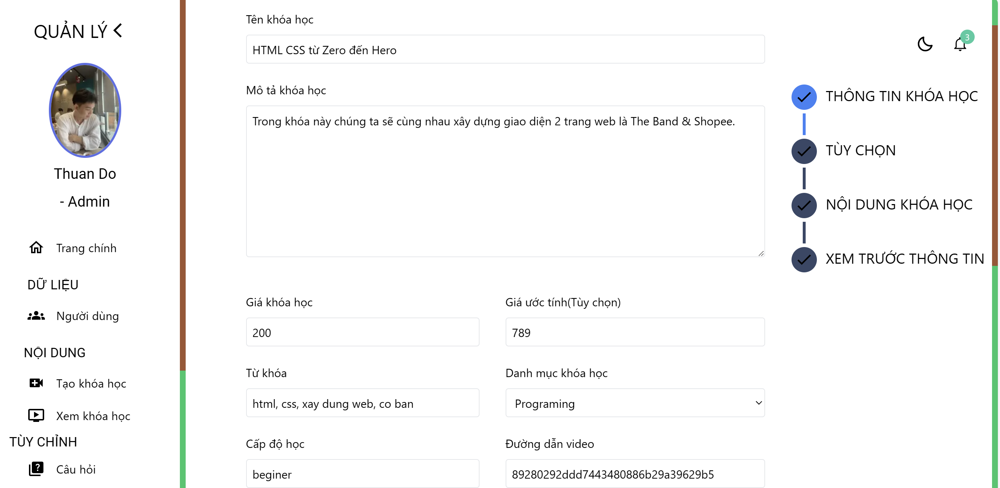 QUẢN LÝ
Thuan Do
- Admin
Trang chính
DỮ LIỆU
Người dùng
NỘI DUNG
Tạo khóa học
Xem khóa học
TÙY CHỈNH
Câu hỏi
Tên khóa học
HTML CSS từ Zero đến Hero
Mô tả khóa học
Trong khóa này chúng ta sẽ cùng nhau xây dựng giao diện 2 trang web là The Band & Shopee.
Giá khóa học
200
Giá ước tính(Tùy chọn)
789
Từ khóa
html, css, xay dung web, co ban
Danh mục khóa học
Programing
Cấp độ học
beginer
Đường dẫn video
89280292ddd7443480886b29a39629b5
3
THÔNG TIN KHÓA HỌC
TÙY CHỌN
NỘI DUNG KHÓA HỌC
XEM TRƯỚC THÔNG TIN